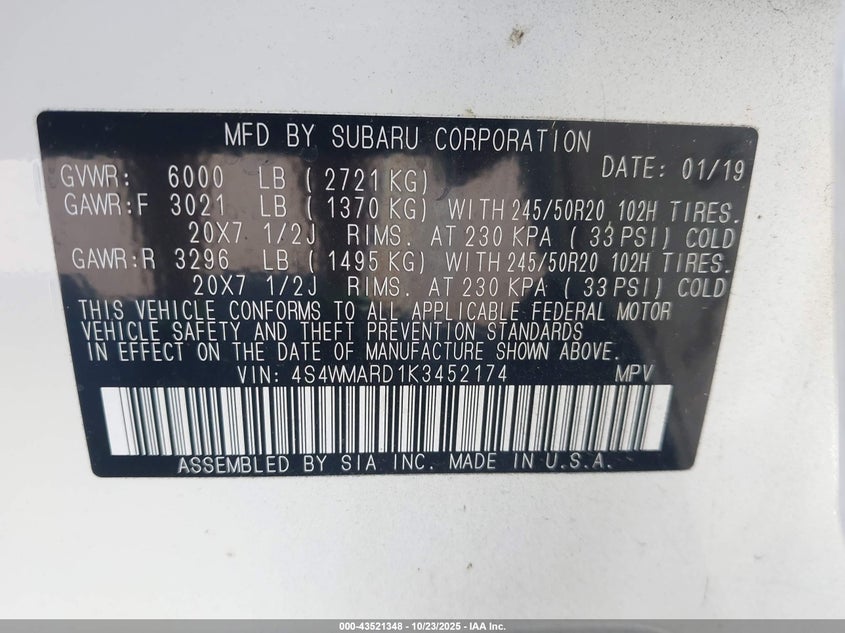 MFD BY SUBARU CORPORATION
DATE: 01/19
GVWR: 6000 LB ( 2721 KG)
GAWR:F 3021 LB ( 1370 KG) WITH 245/50R20 102H TIRES.
20X7 1/2J RIMS. AT 230 KPA ( 33 PSI) COLD
GAWR:R 3296 LB ( 1495 KG) WITH 245/50R20 102H TIRES.
20X7 1/2J RIMS. AT 230 KPA ( 33 PSI) COLD
THIS VEHICLE CONFORMS TO ALL APPLICABLE FEDERAL MOTOR
VEHICLE SAFETY AND THEFT PREVENTION STANDARDS
IN EFFECT ON THE DATE OF MANUFACTURE SHOWN ABOVE.
VIN: 4S4WMARD1K3452174 MPV
ASSEMBLED BY SIA INC. MADE IN U.S.A.
000-43521348 - 10/23/2025 - IAA Inc.